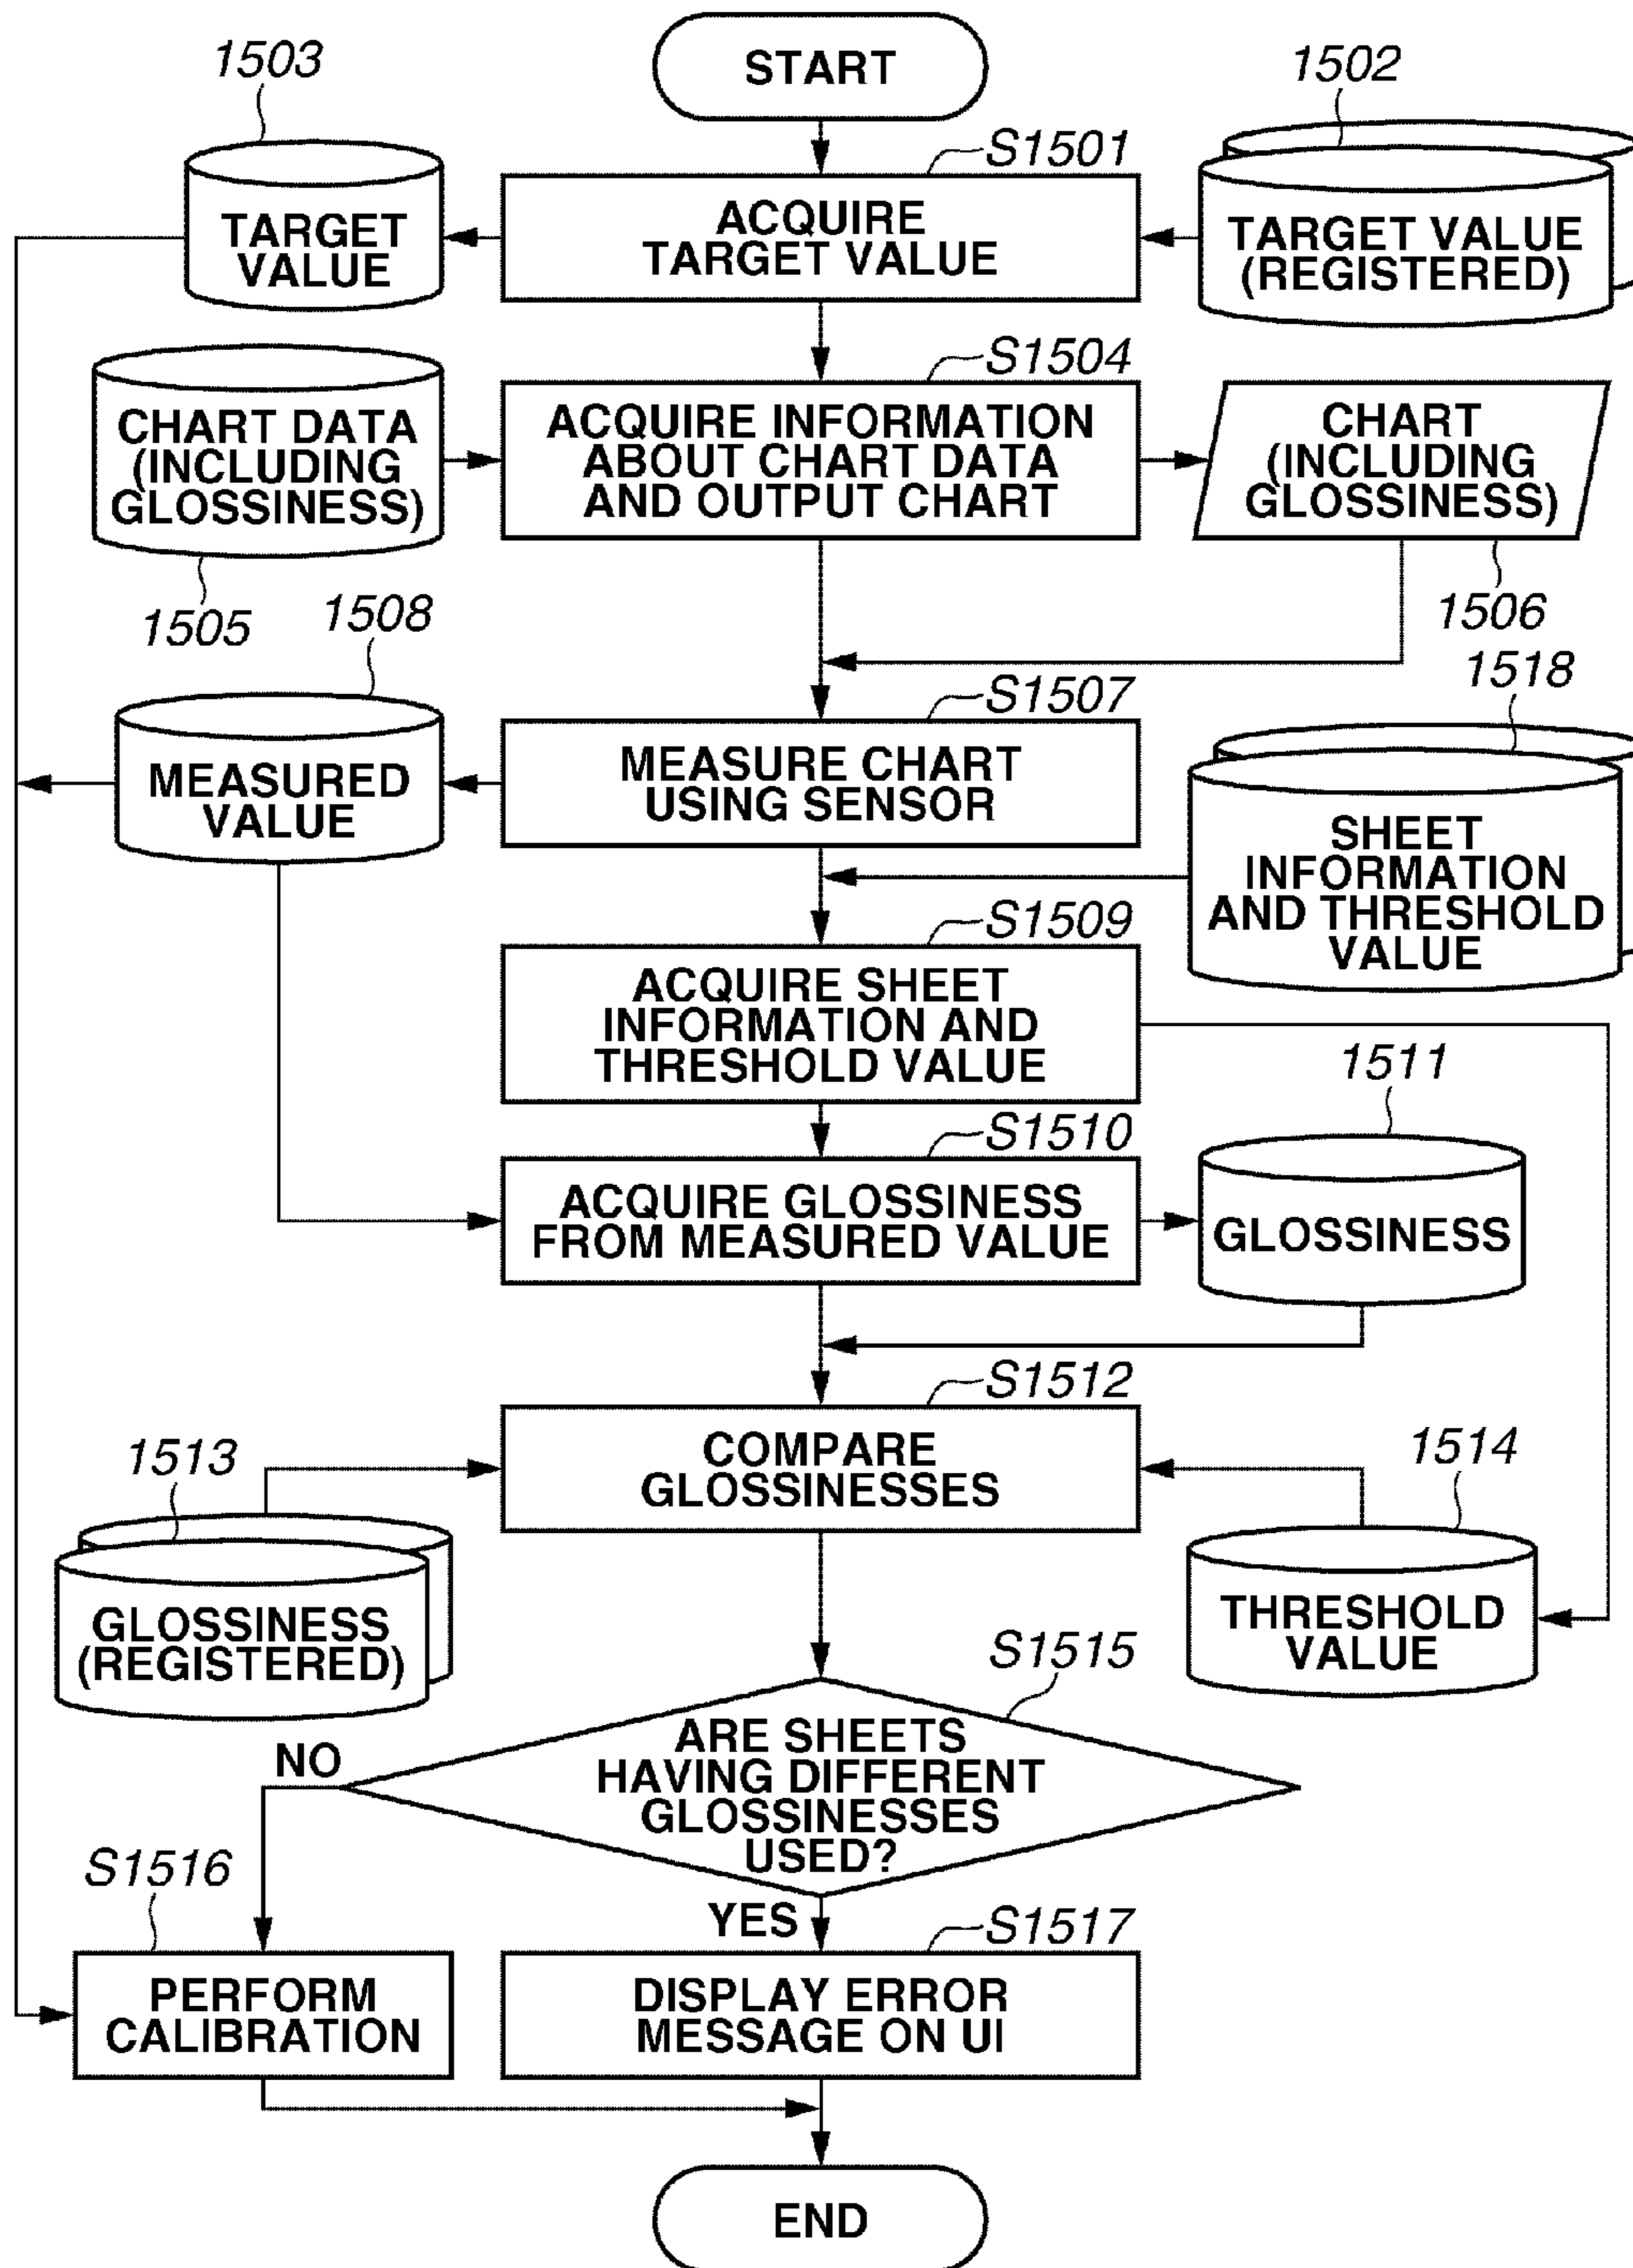 START
1503
1502
S1501
TARGET
VALUE
ACQUIRE
TARGET VALUE
TARGET VALUE
(REGISTERED)
S1504
CHART DATA
(INCLUDING
GLOSSINESS)
ACQUIRE INFORMATION
ABOUT CHART DATA
AND OUTPUT CHART
CHART
(INCLUDING
GLOSSINESS)
1505
1508
1506
1518
S1507
MEASURED
VALUE
MEASURE CHART
USING SENSOR
SHEET
INFORMATION
AND THRESHOLD
VALUE
S1509
ACQUIRE SHEET
INFORMATION AND
THRESHOLD VALUE
1511
S1510
ACQUIRE GLOSSINESS
FROM MEASURED VALUE
GLOSSINESS
S1512
1513
COMPARE
GLOSSINESSES
1514
GLOSSINESS
(REGISTERED)
THRESHOLD
VALUE
S1515
ARE SHEETS
HAVING DIFFERENT
GLOSSINESSES
USED?
NO
S1516
YES
S1517
PERFORM
CALIBRATION
DISPLAY ERROR
MESSAGE ON UI
END